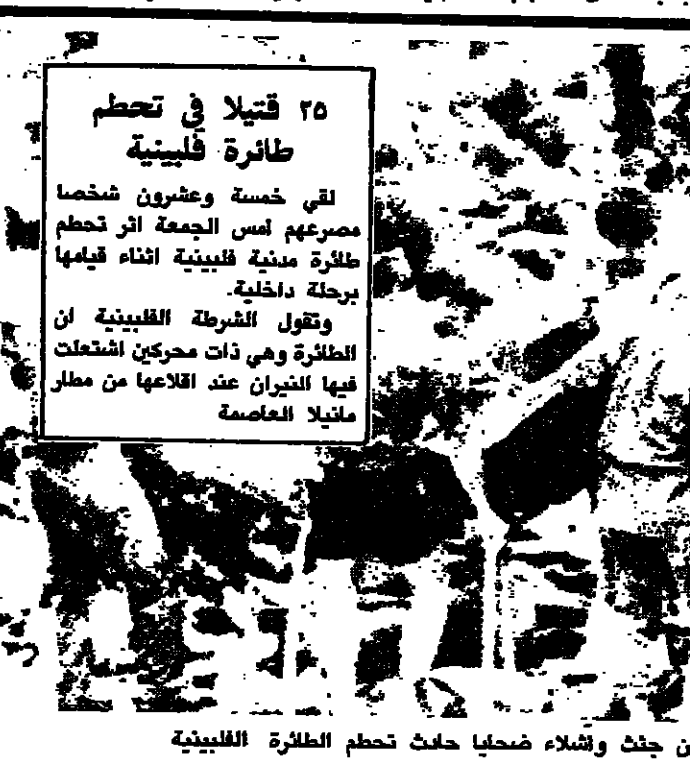 ٢٥ قتيلا في تحطم
طائرة فلبينية
لقي خمسة وعشرون شخصا
مصرعهم امس الجمعة اثر تحطم
طائرة مدنية فلبينية اثناء قيامها
برحلة داخلية.
وتقول الشرطة الفلبينية ان
الطائرة وهي ذات محركين اشتعلت
فيها النيران عند اقلاعها من مطار
مانيلا العاصمة
جثث واشلاء ضحايا حادث تحطم الطائرة الفلبينية